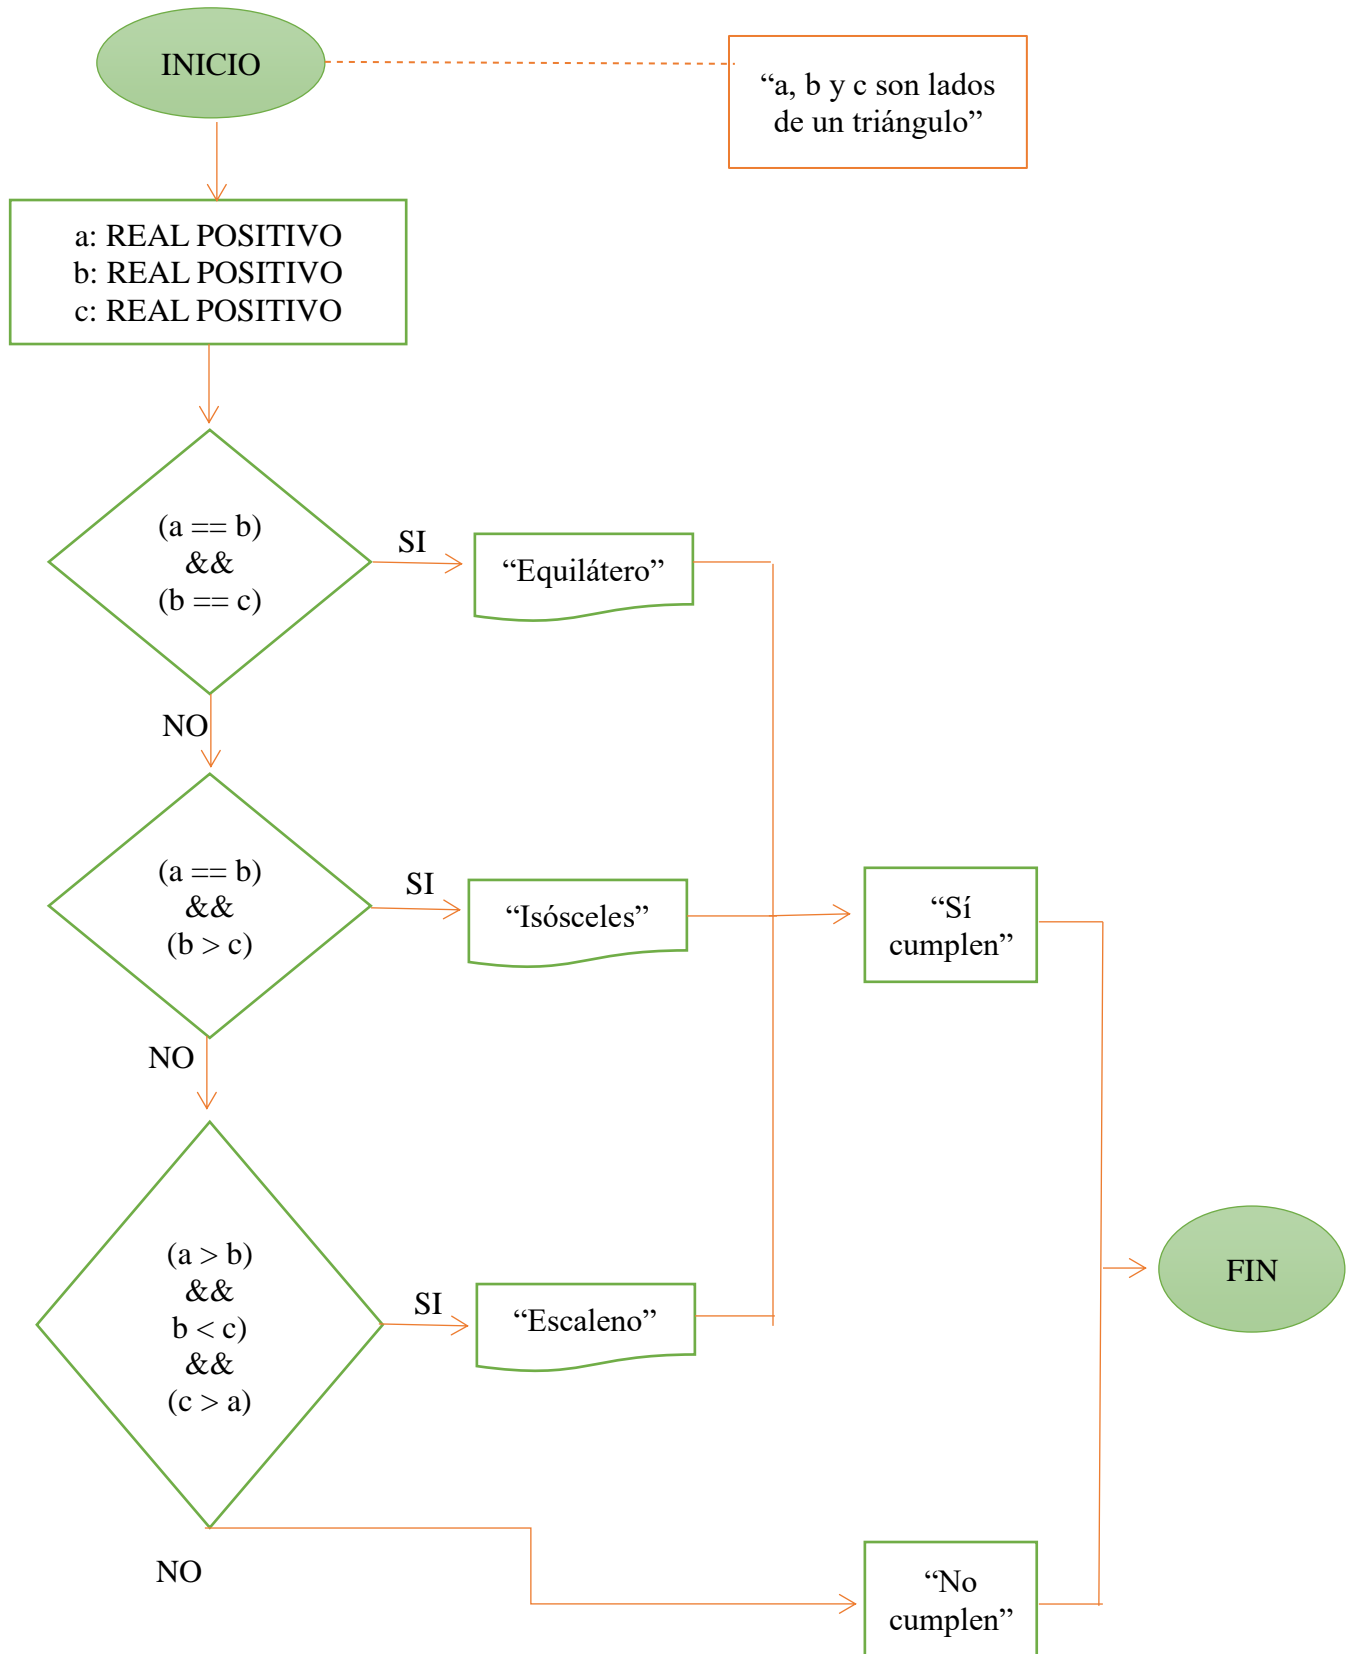 INICIO
“a, b y c son lados
de un triángulo”
a: REAL POSITIVO
b: REAL POSITIVO
c: REAL POSITIVO
(a == b)
&&
(b == c)
SI
“Equilátero”
NO
(a == b)
&&
(b > c)
SI
“Isósceles”
“Sí
cumplen”
NO
(a > b)
&&
b < c)
&&
(c > a)
SI
“Escaleno”
FIN
NO
“No
cumplen”